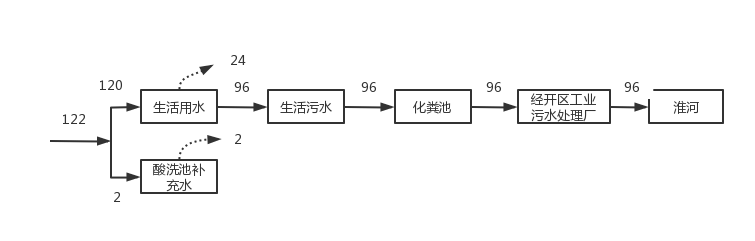 24
120
96
96
96
96
生活用水
生活污水
化粪池
经开区工业
污水处理厂
淮河
122
2
酸洗池补
充水
2